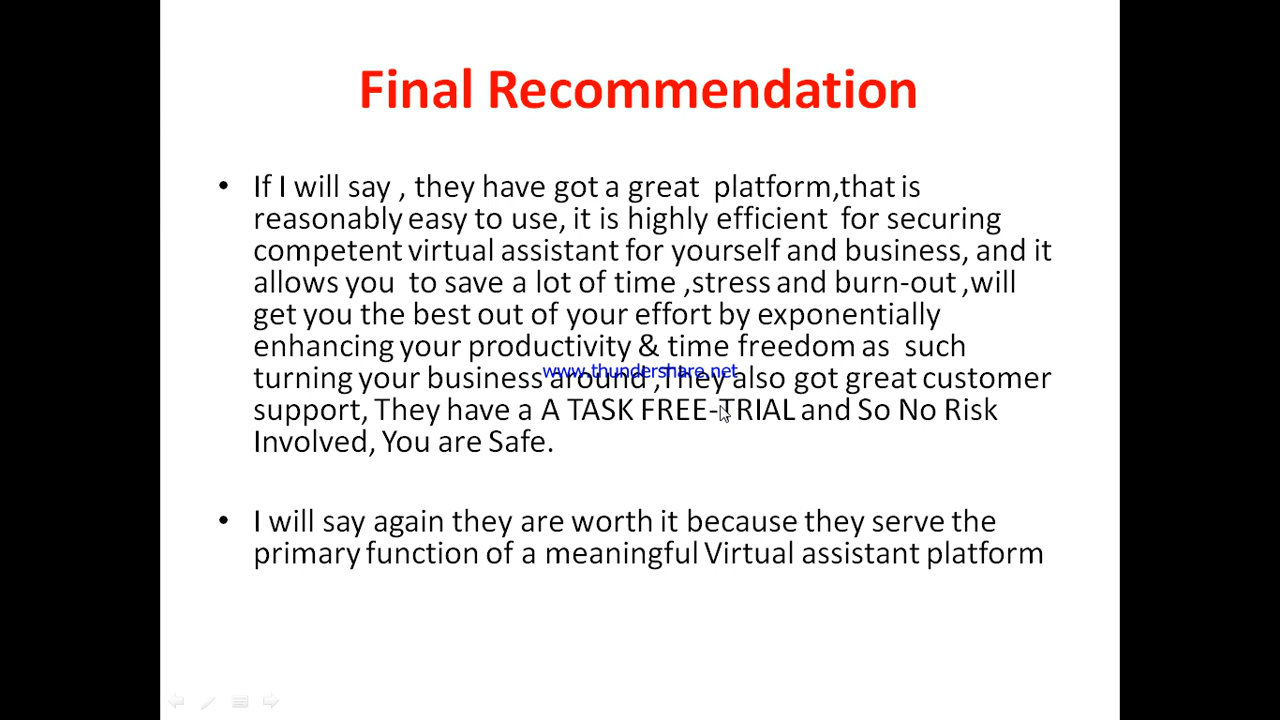 Final Recommendation
• If I will say , they have got a great  platform,that is
reasonably easy to use, it is highly efficient  for securing
competent virtual assistant for yourself and business, and it
allows you  to save a lot of time ,stress and burn-out ,will
get you the best out of your effort by exponentially
enhancing your productivity & time freedom as  such
turning your business around ,They also got great customer
www.thundershare.net
support, They have a A TASK FREE-TRIAL and So No Risk
Involved, You are Safe.
• I will say again they are worth it because they serve the
primary function of a meaningful Virtual assistant platform